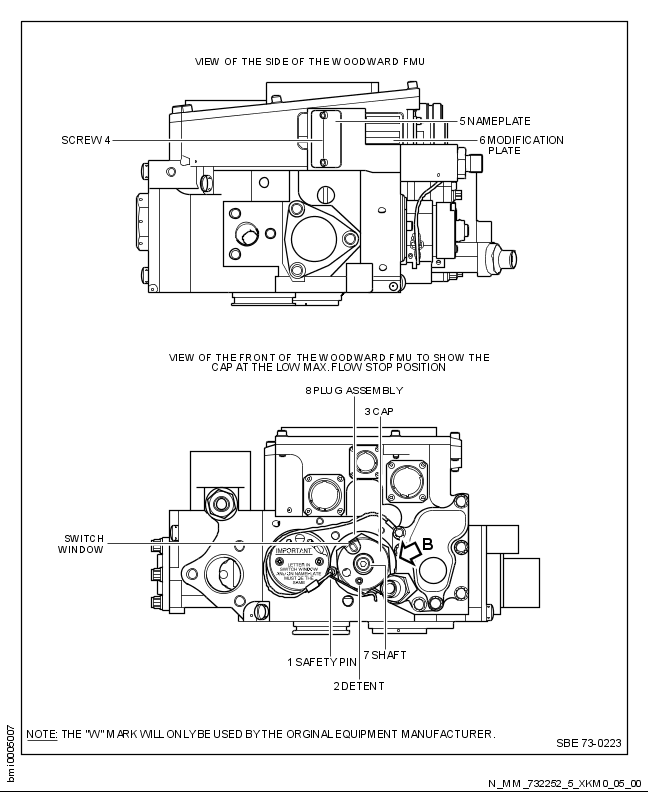 VIEW OF THE SIDE OF THE WOODWARD FMU
5 NAMEPLATE
SCREW 4
6 MODIFICATION
PLATE
VIEW OF THE FRONT OF THE WOODWARD FMU TO SHOW THE
CAP AT THE LOW MAX. FLOW STOP POSITION
8 PLUG ASSEMBLY
3 CAP
SWITCH
WINDOW
IMPORTANT
LETTER IN
SWITCH WINDOW
MUST BE THE
SAME
B
7 SHAFT
1 SAFETY PIN
2 DETENT
NOTE: THE "W" MARK WILL ONLY BE USED BY THE ORGINAL EQUIPMENT MANUFACTURER.
SBE 73-0223
bmi0005007
N_MM_732252_5_XKM0_05_00